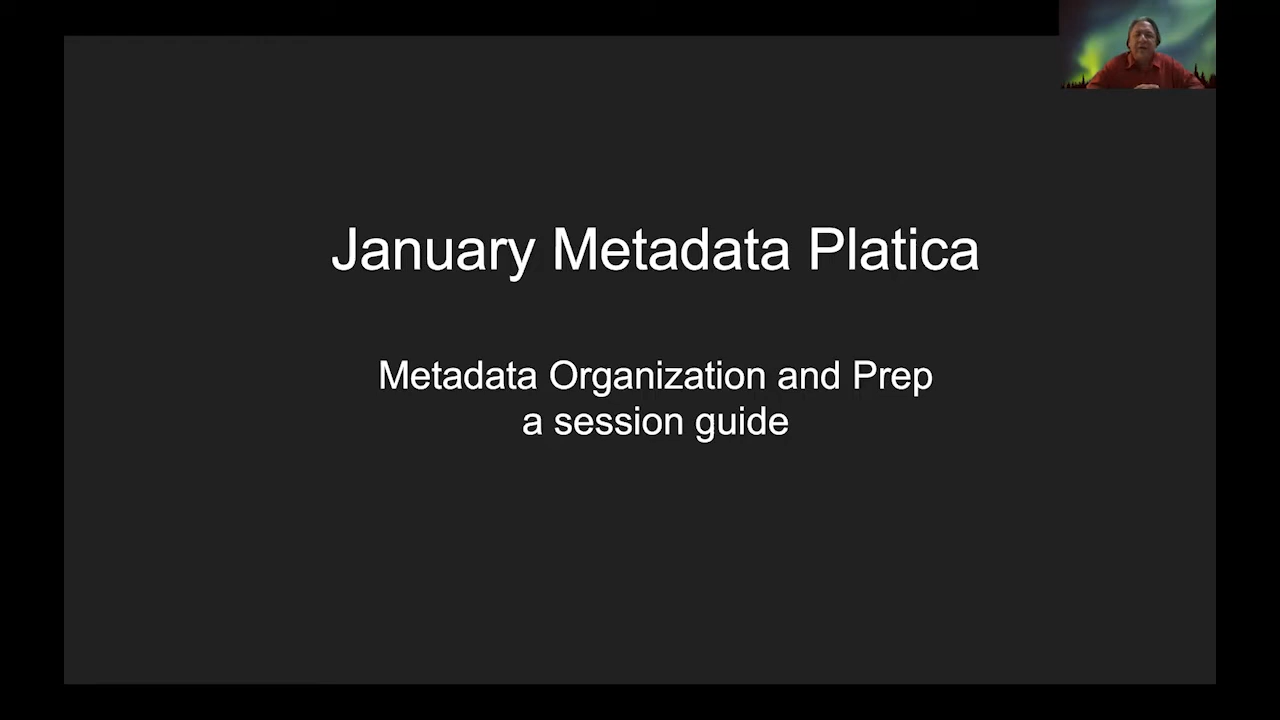 January Metadata Platica
Metadata Organization and Prep
a session guide